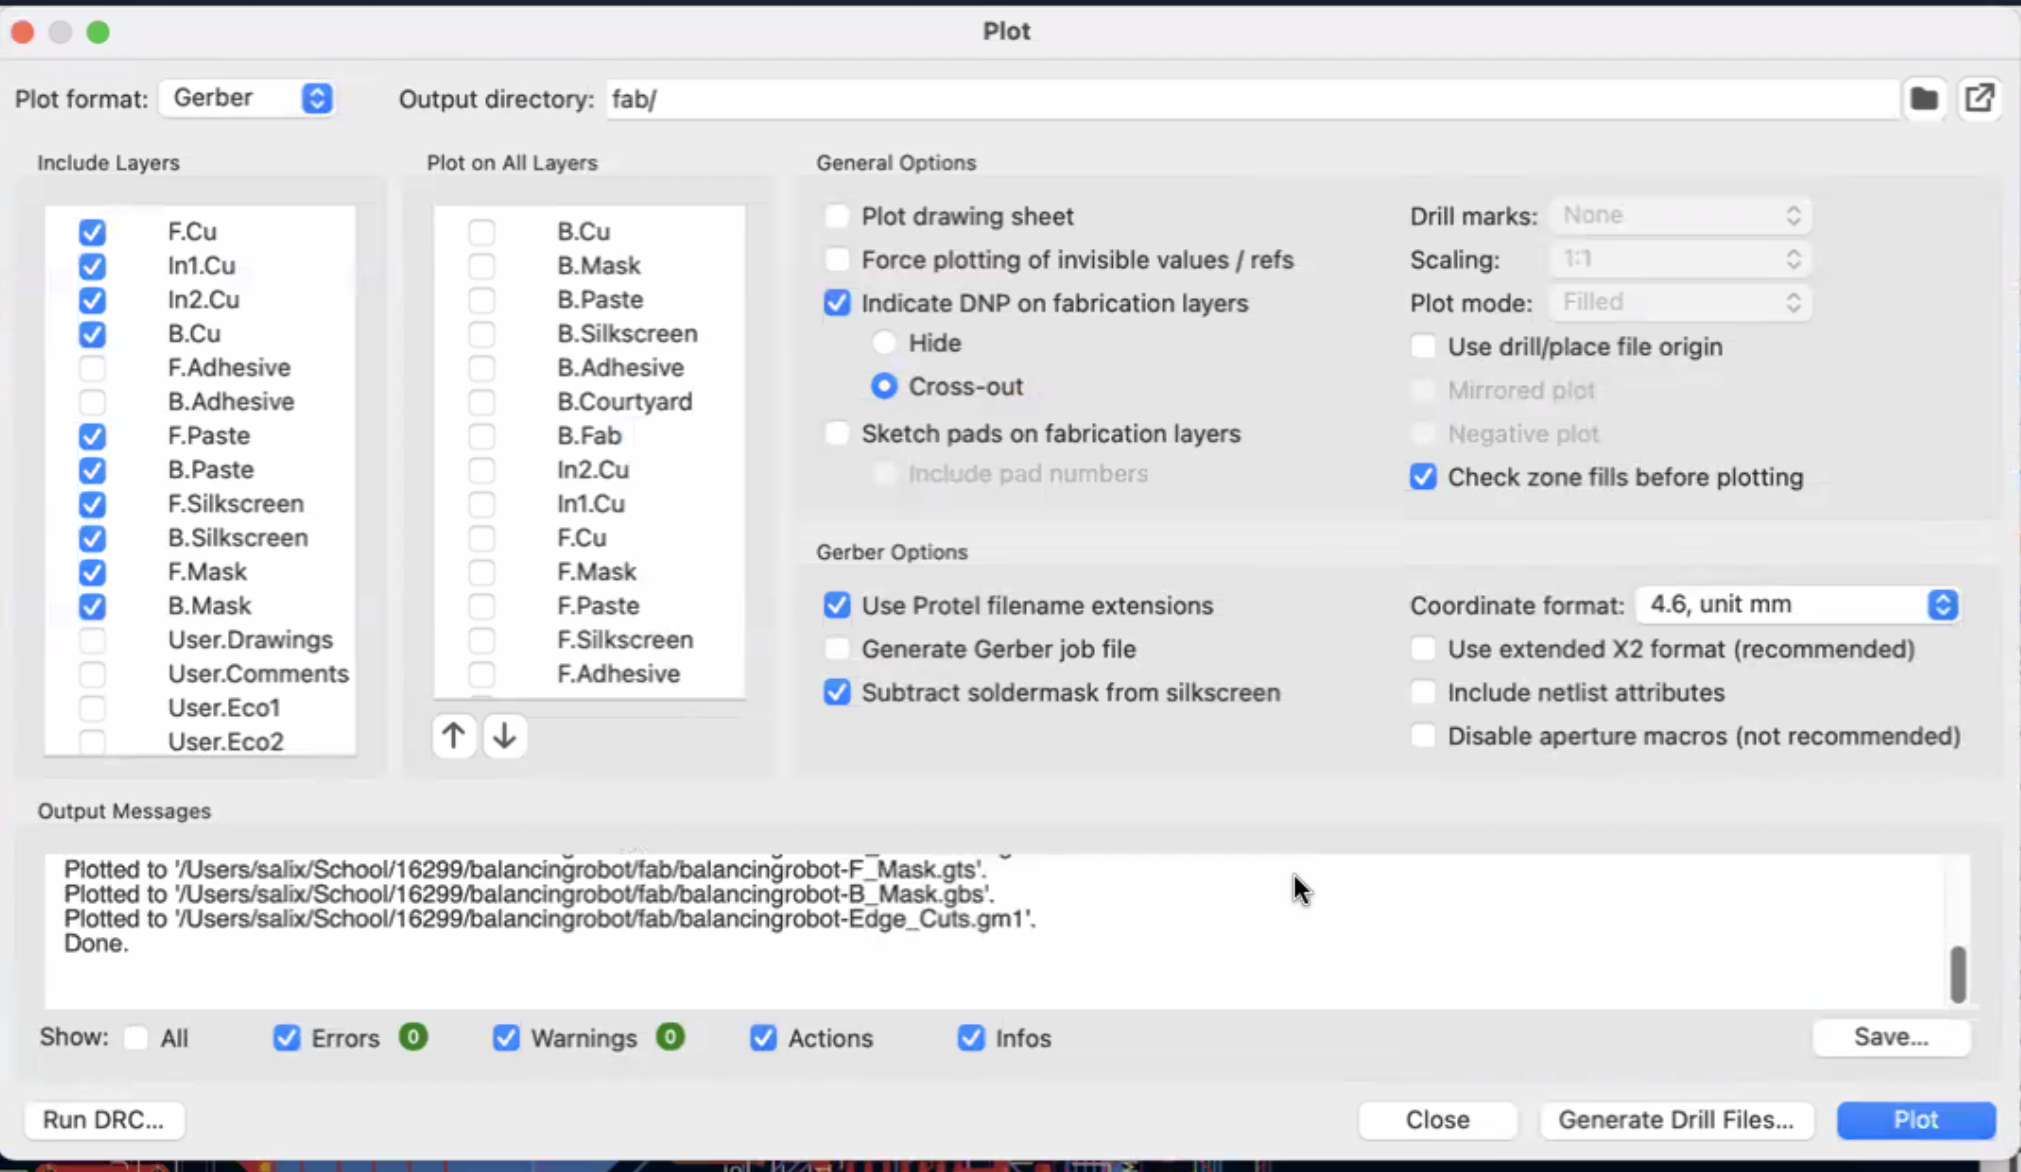 Plot
Plot format: Gerber Output directory: fab/
Include Layers
F.Cu
In1.Cu
In2.Cu
B.Cu
F.Adhesive
B.Adhesive
F.Paste
B.Paste
F.Silkscreen
B.Silkscreen
F.Mask
B.Mask
User.Drawings
User.Comments
User.Eco1
User.Eco2
Plot on All Layers
B.Cu
B.Mask
B.Paste
B.Silkscreen
B.Adhesive
B.Courtyard
B.Fab
In2.Cu
In1.Cu
F.Cu
F.Mask
F.Paste
F.Silkscreen
F.Adhesive
General Options
Plot drawing sheet
Force plotting of invisible values / refs
Indicate DNP on fabrication layers
Hide
Cross-out
Sketch pads on fabrication layers
Include pad numbers
Drill marks: None
Scaling: 1:1
Plot mode: Filled
Use drill/place file origin
Mirrored plot
Negative plot
Check zone fills before plotting
Gerber Options
Use Protel filename extensions
Generate Gerber job file
Subtract soldermask from silkscreen
Coordinate format: 4.6, unit mm
Use extended X2 format (recommended)
Include netlist attributes
Disable aperture macros (not recommended)
Output Messages
Plotted to '/Users/salix/School/16299/balancingrobot/fab/balancingrobot-F_Mask.gts'.
Plotted to '/Users/salix/School/16299/balancingrobot/fab/balancingrobot-B_Mask.gbs'.
Plotted to '/Users/salix/School/16299/balancingrobot/fab/balancingrobot-Edge_Cuts.gm1'.
Done.
Show: All Errors 0 Warnings 0 Actions Infos Save...
Run DRC... Close Generate Drill Files... Plot